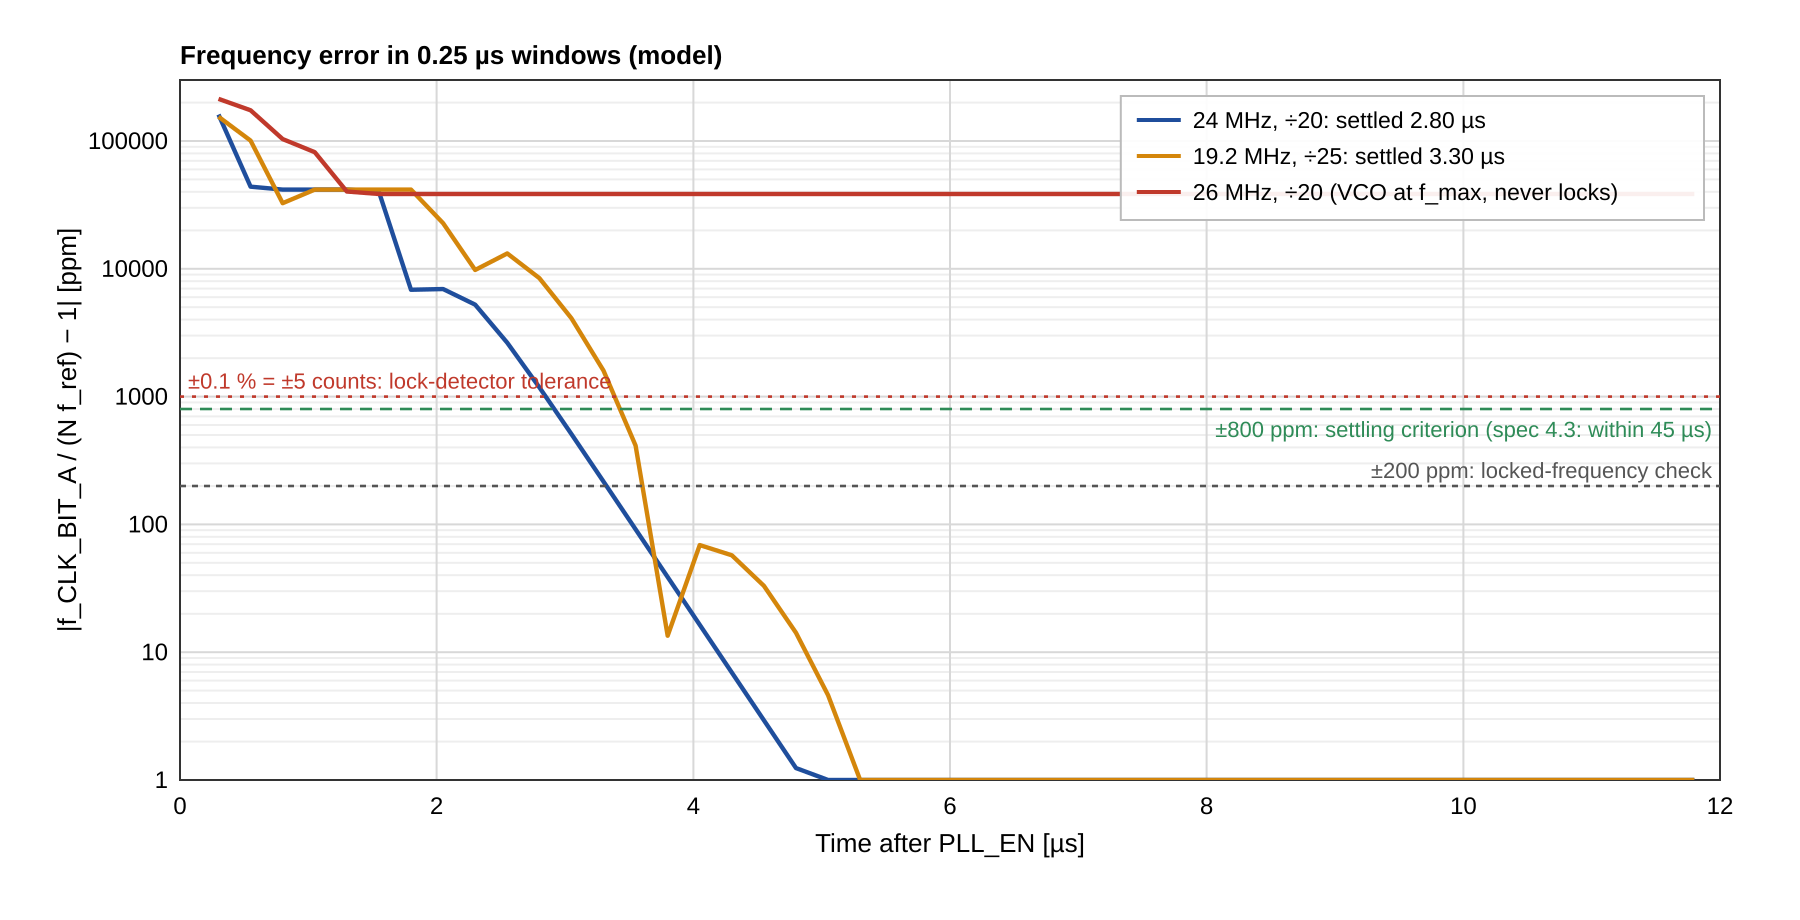 Frequency error in 0.25 µs windows (model)
|f_CLK_BIT_A / (N f_ref) − 1| [ppm]
100000
10000
1000
100
10
1
24 MHz, ÷20: settled 2.80 µs
19.2 MHz, ÷25: settled 3.30 µs
26 MHz, ÷20 (VCO at f_max, never locks)
±0.1 % = ±5 counts: lock-detector tolerance
±800 ppm: settling criterion (spec 4.3: within 45 µs)
±200 ppm: locked-frequency check
0 2 4 6 8 10 12
Time after PLL_EN [µs]